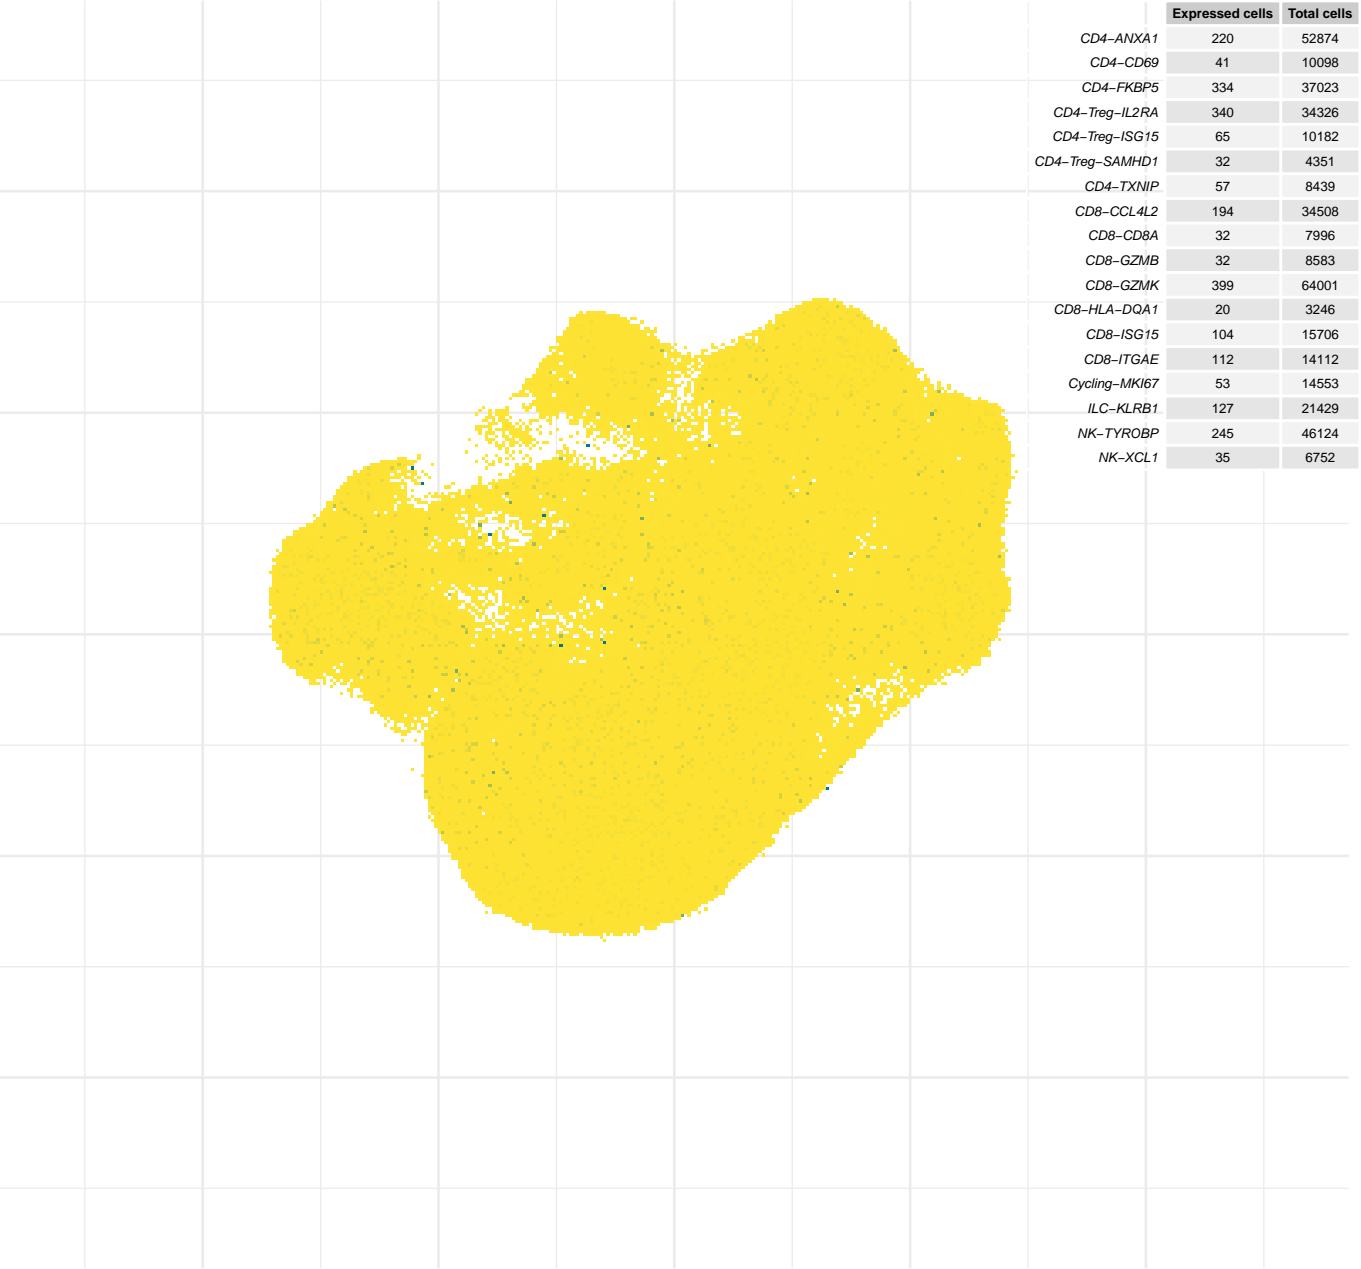 Expressed cells Total cells
CD4−ANXA1 220 52874
CD4−CD69 41 10098
CD4−FKBP5 334 37023
CD4−Treg−IL2RA 340 34326
CD4−Treg−ISG15 65 10182
CD4−Treg−SAMHD1 32 4351
CD4−TXNIP 57 8439
CD8−CCL4L2 194 34508
CD8−CD8A 32 7996
CD8−GZMB 32 8583
CD8−GZMK 399 64001
CD8−HLA−DQA1 20 3246
CD8−ISG15 104 15706
CD8−ITGAE 112 14112
Cycling−MKI67 53 14553
ILC−KLRB1 127 21429
NK−TYROBP 245 46124
NK−XCL1 35 6752